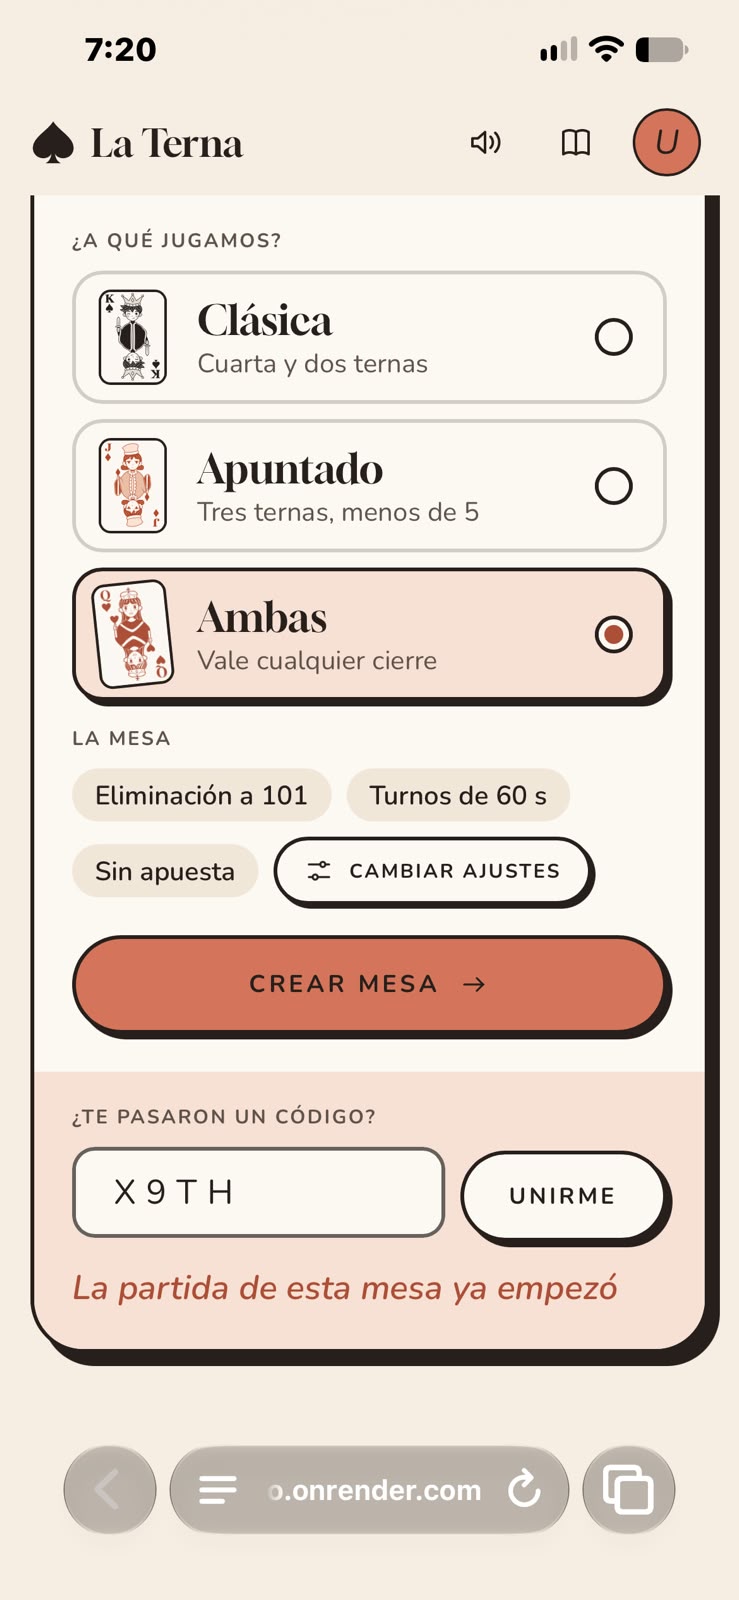 7:20
La Terna
U
¿A QUÉ JUGAMOS?
K
K
Clásica
Cuarta y dos ternas
J
J
Apuntado
Tres ternas, menos de 5
Q
Q
Ambas
Vale cualquier cierre
LA MESA
Eliminación a 101
Turnos de 60 s
Sin apuesta
CAMBIAR AJUSTES
CREAR MESA →
¿TE PASARON UN CÓDIGO?
X9TH
UNIRME
La partida de esta mesa ya empezó
o.onrender.com